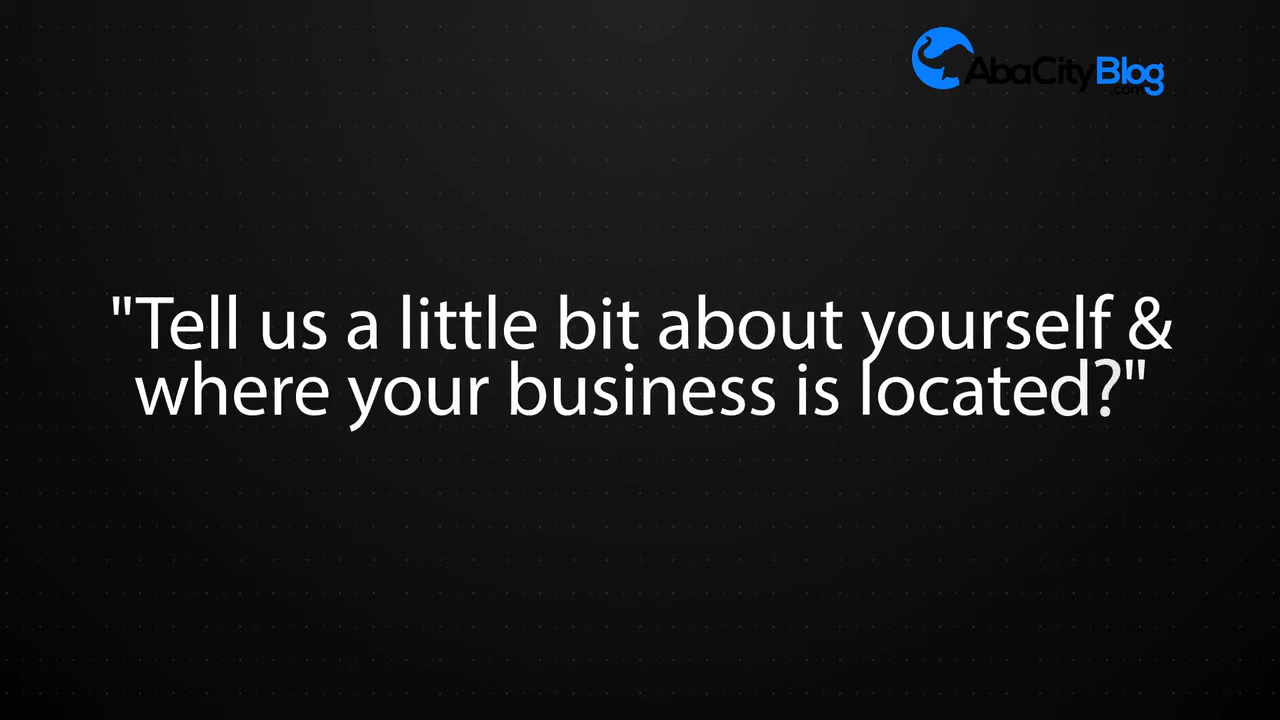 AbaCityBlog
.com
"Tell us a little bit about yourself &
where your business is located?"